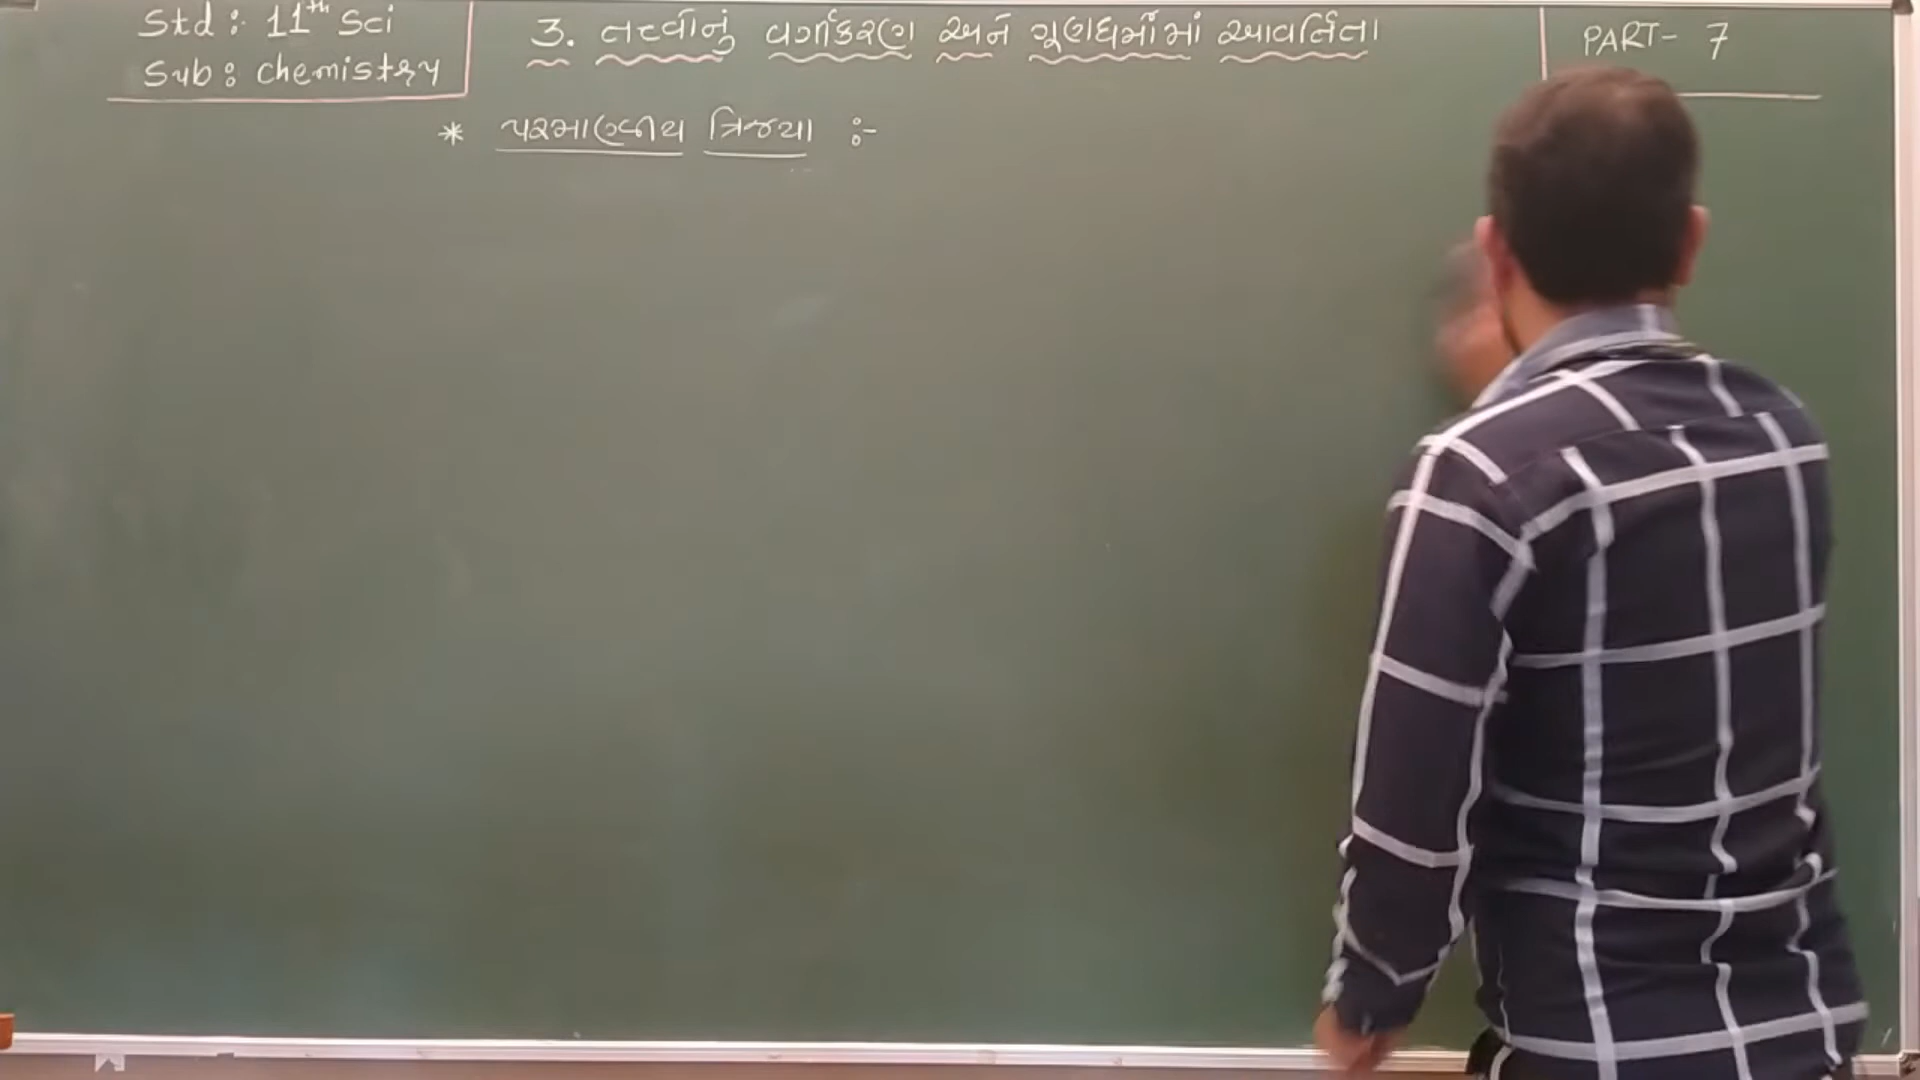 Std : 11th Sci
Sub : chemistry
3. તત્ત્વોનું વર્ગીકરણ અને ગુણધર્મોમાં આવર્તિતા
PART- 7
* પરમાણ્વીય ત્રિજ્યા :-